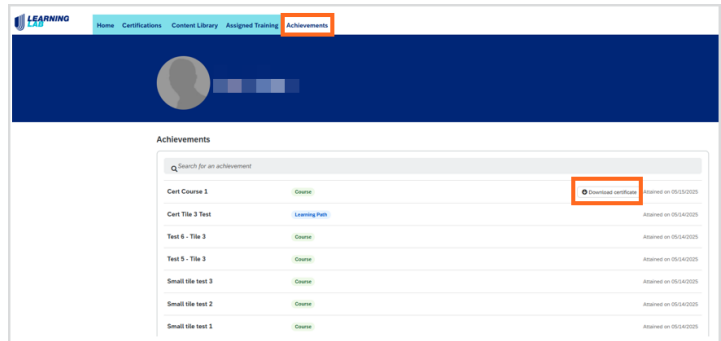 LEARNING
LAB
Home Certifications Content Library Assigned Training Achievements
Achievements
Search for an achievement
Cert Course 1 Course Download certificate Attained on 05/15/2025
Cert Tile 3 Test Learning Path Attained on 05/14/2025
Test 6 - Tile 3 Course Attained on 05/14/2025
Test 5 - Tile 3 Course Attained on 05/14/2025
Small tile test 3 Course Attained on 05/14/2025
Small tile test 2 Course Attained on 05/14/2025
Small tile test 1 Course Attained on 05/14/2025